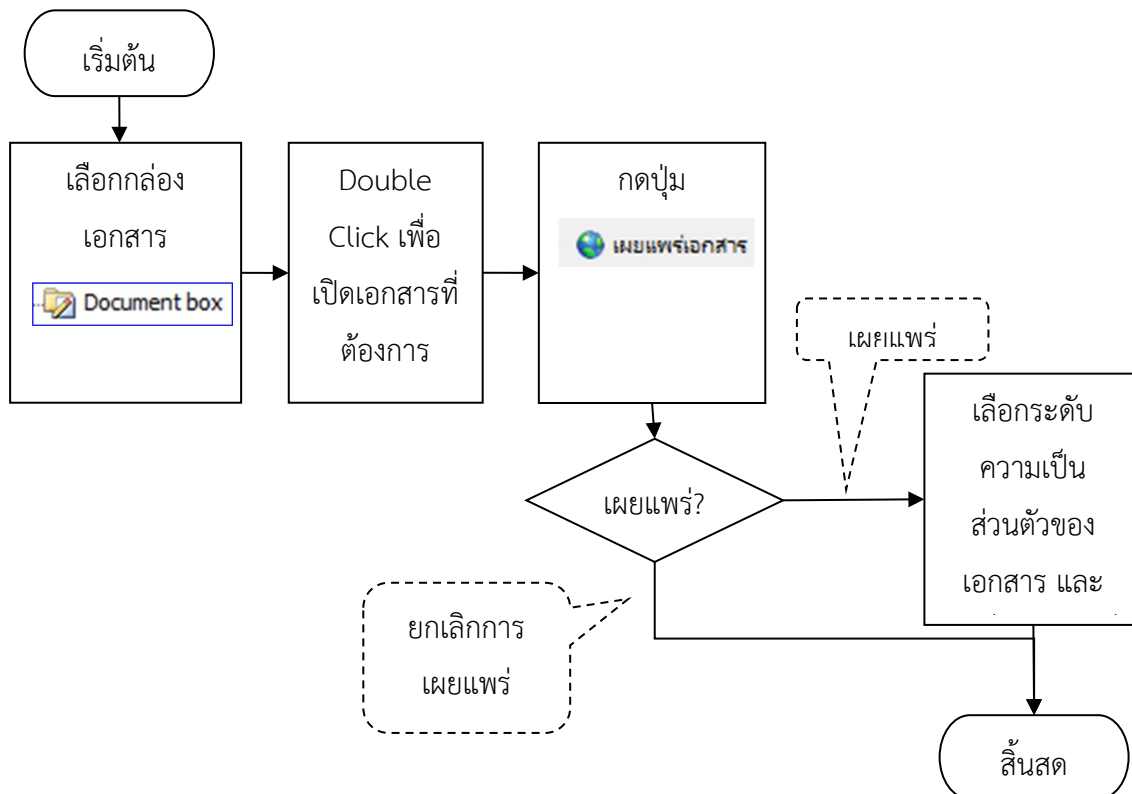 เริ่มต้น
เลือกกล่อง
เอกสาร
Document box
Double
Click เพื่อ
เปิดเอกสารที่
ต้องการ
กดปุ่ม
เผยแพร่เอกสาร
เผยแพร่
เผยแพร่?
เลือกระดับ
ความเป็น
ส่วนตัวของ
เอกสาร และ
ยกเลิกการ
เผยแพร่
สิ้นสด